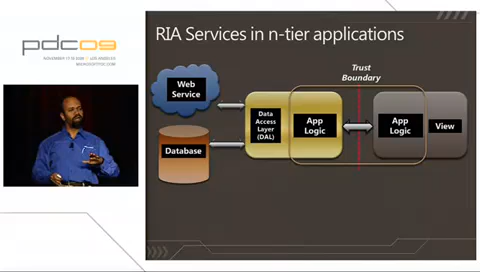 pdc09
NOVEMBER 17-19 2009 | LOS ANGELES
MICROSOFTPDC.COM
RIA Services in n-tier applications
Trust
Boundary
Web
Service
Database
Data
Access
Layer
(DAL)
App
Logic
App
Logic
View